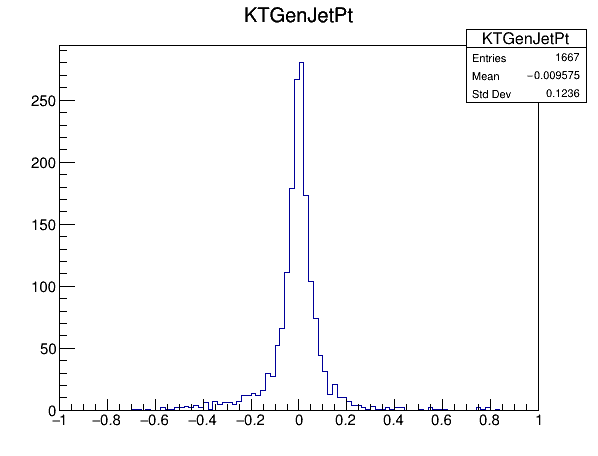 KTGenJetPt
KTGenJetPt
Entries 1667
Mean −0.009575
Std Dev 0.1236
250
200
150
100
50
0
−1 −0.8 −0.6 −0.4 −0.2 0 0.2 0.4 0.6 0.8 1